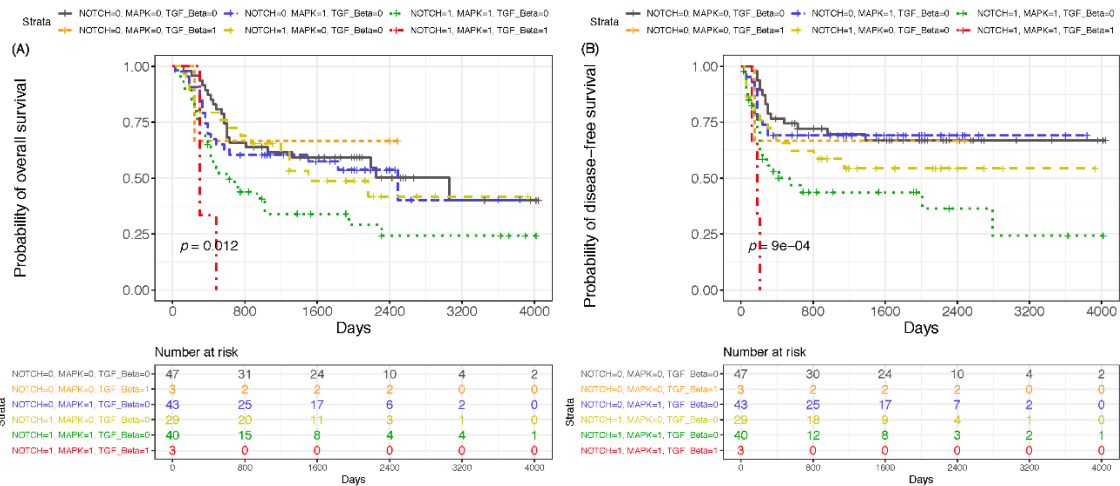 Strata
NOTCH=0, MAPK=0, TGF_Beta=0
NOTCH=0, MAPK=1, TGF_Beta=0
NOTCH=1, MAPK=1, TGF_Beta=0
NOTCH=0, MAPK=0, TGF_Beta=1
NOTCH=1, MAPK=0, TGF_Beta=0
NOTCH=1, MAPK=1, TGF_Beta=1
(A)
Probability of overall survival
1.00
0.75
0.50
0.25
0.00
p = 0.012
0 800 1600 2400 3200 4000
Days
Number at risk
Strata
NOTCH=0, MAPK=0, TGF_Beta=0 47 31 24 10 4 2
NOTCH=0, MAPK=0, TGF_Beta=1 3 2 2 2 0 0
NOTCH=0, MAPK=1, TGF_Beta=0 43 25 17 6 2 0
NOTCH=1, MAPK=0, TGF_Beta=0 29 20 11 3 1 0
NOTCH=1, MAPK=1, TGF_Beta=0 40 15 8 4 4 1
NOTCH=1, MAPK=1, TGF_Beta=1 3 0 0 0 0 0
0 800 1600 2400 3200 4000
Days
Strata
NOTCH=0, MAPK=0, TGF_Beta=0
NOTCH=0, MAPK=1, TGF_Beta=0
NOTCH=1, MAPK=1, TGF_Beta=0
NOTCH=0, MAPK=0, TGF_Beta=1
NOTCH=1, MAPK=0, TGF_Beta=0
NOTCH=1, MAPK=1, TGF_Beta=1
(B)
Probability of disease−free survival
1.00
0.75
0.50
0.25
0.00
p = 9e−04
0 800 1600 2400 3200 4000
Days
Number at risk
Strata
NOTCH=0, MAPK=0, TGF_Beta=0 47 30 24 10 4 2
NOTCH=0, MAPK=0, TGF_Beta=1 3 2 2 2 0 0
NOTCH=0, MAPK=1, TGF_Beta=0 43 25 17 7 2 0
NOTCH=1, MAPK=0, TGF_Beta=0 29 18 9 4 1 0
NOTCH=1, MAPK=1, TGF_Beta=0 40 12 8 3 2 1
NOTCH=1, MAPK=1, TGF_Beta=1 3 0 0 0 0 0
0 800 1600 2400 3200 4000
Days